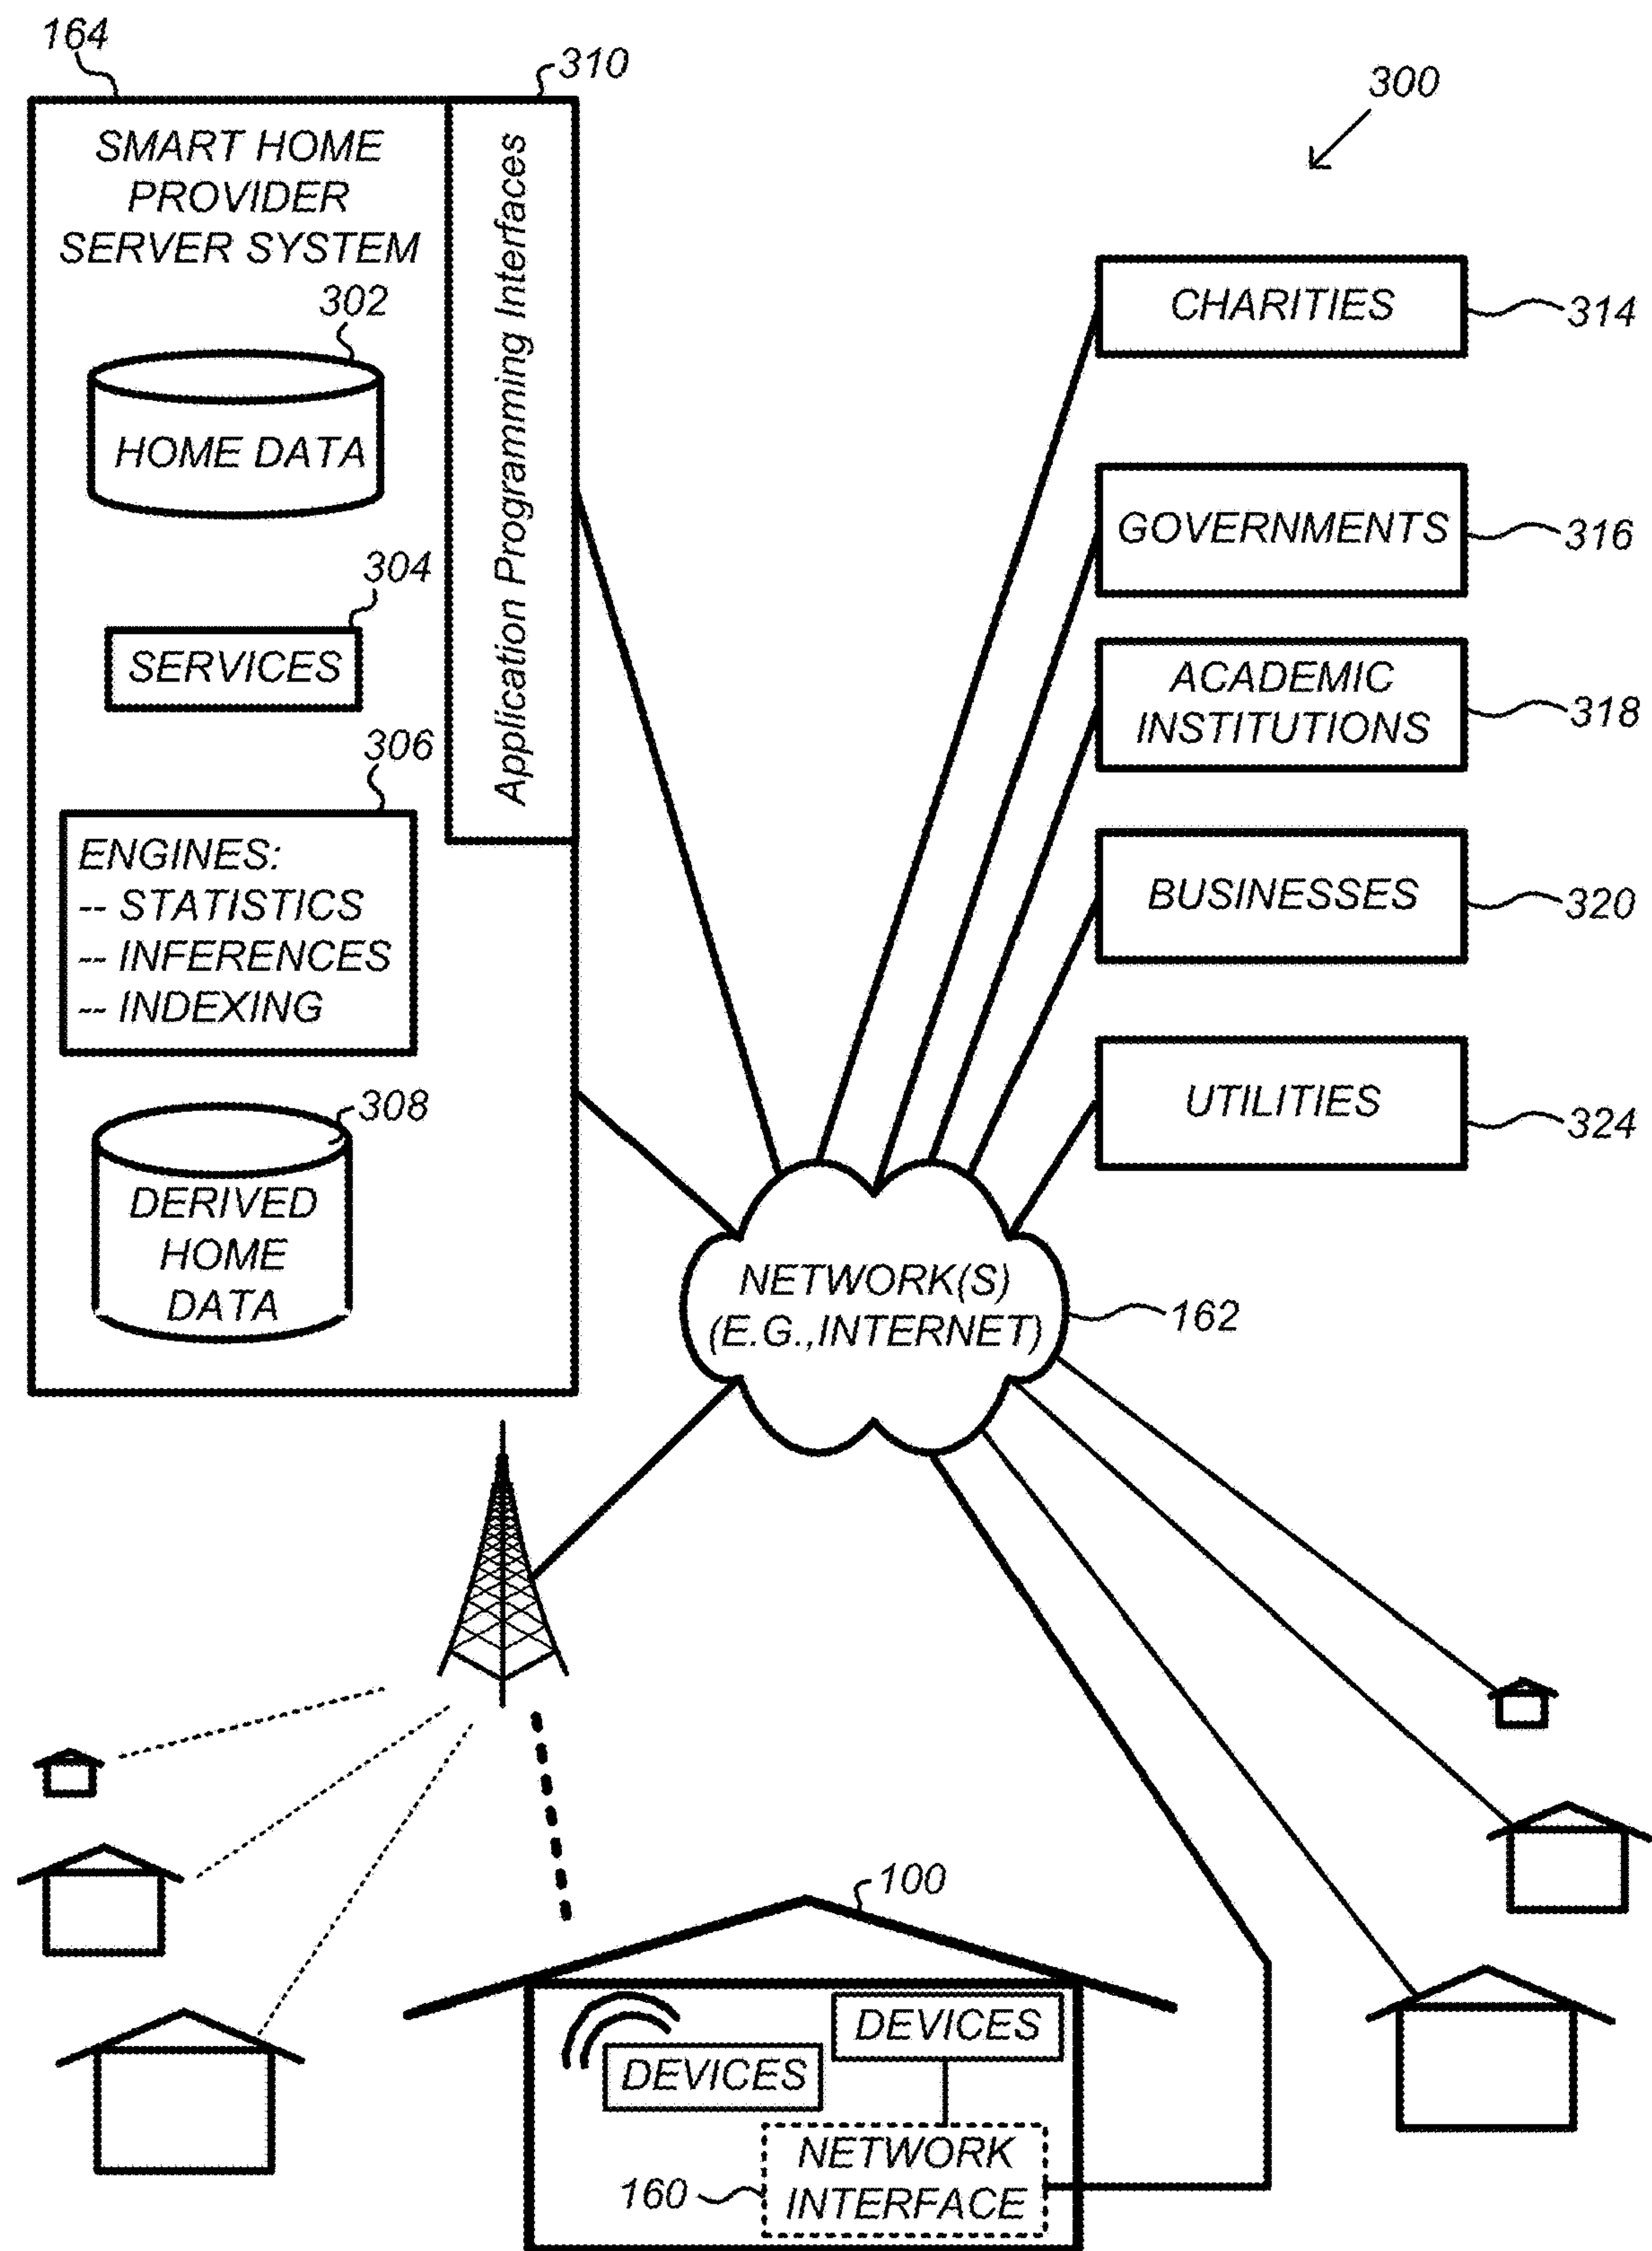 164
310
300
SMART HOME
PROVIDER
SERVER SYSTEM
Application Programming Interfaces
302
HOME DATA
304
SERVICES
306
ENGINES:
-- STATISTICS
-- INFERENCES
-- INDEXING
308
DERIVED
HOME
DATA
CHARITIES
314
GOVERNMENTS
316
ACADEMIC
INSTITUTIONS
318
BUSINESSES
320
UTILITIES
324
NETWORK(S)
(E.G.,INTERNET)
162
100
DEVICES
DEVICES
NETWORK
INTERFACE
160